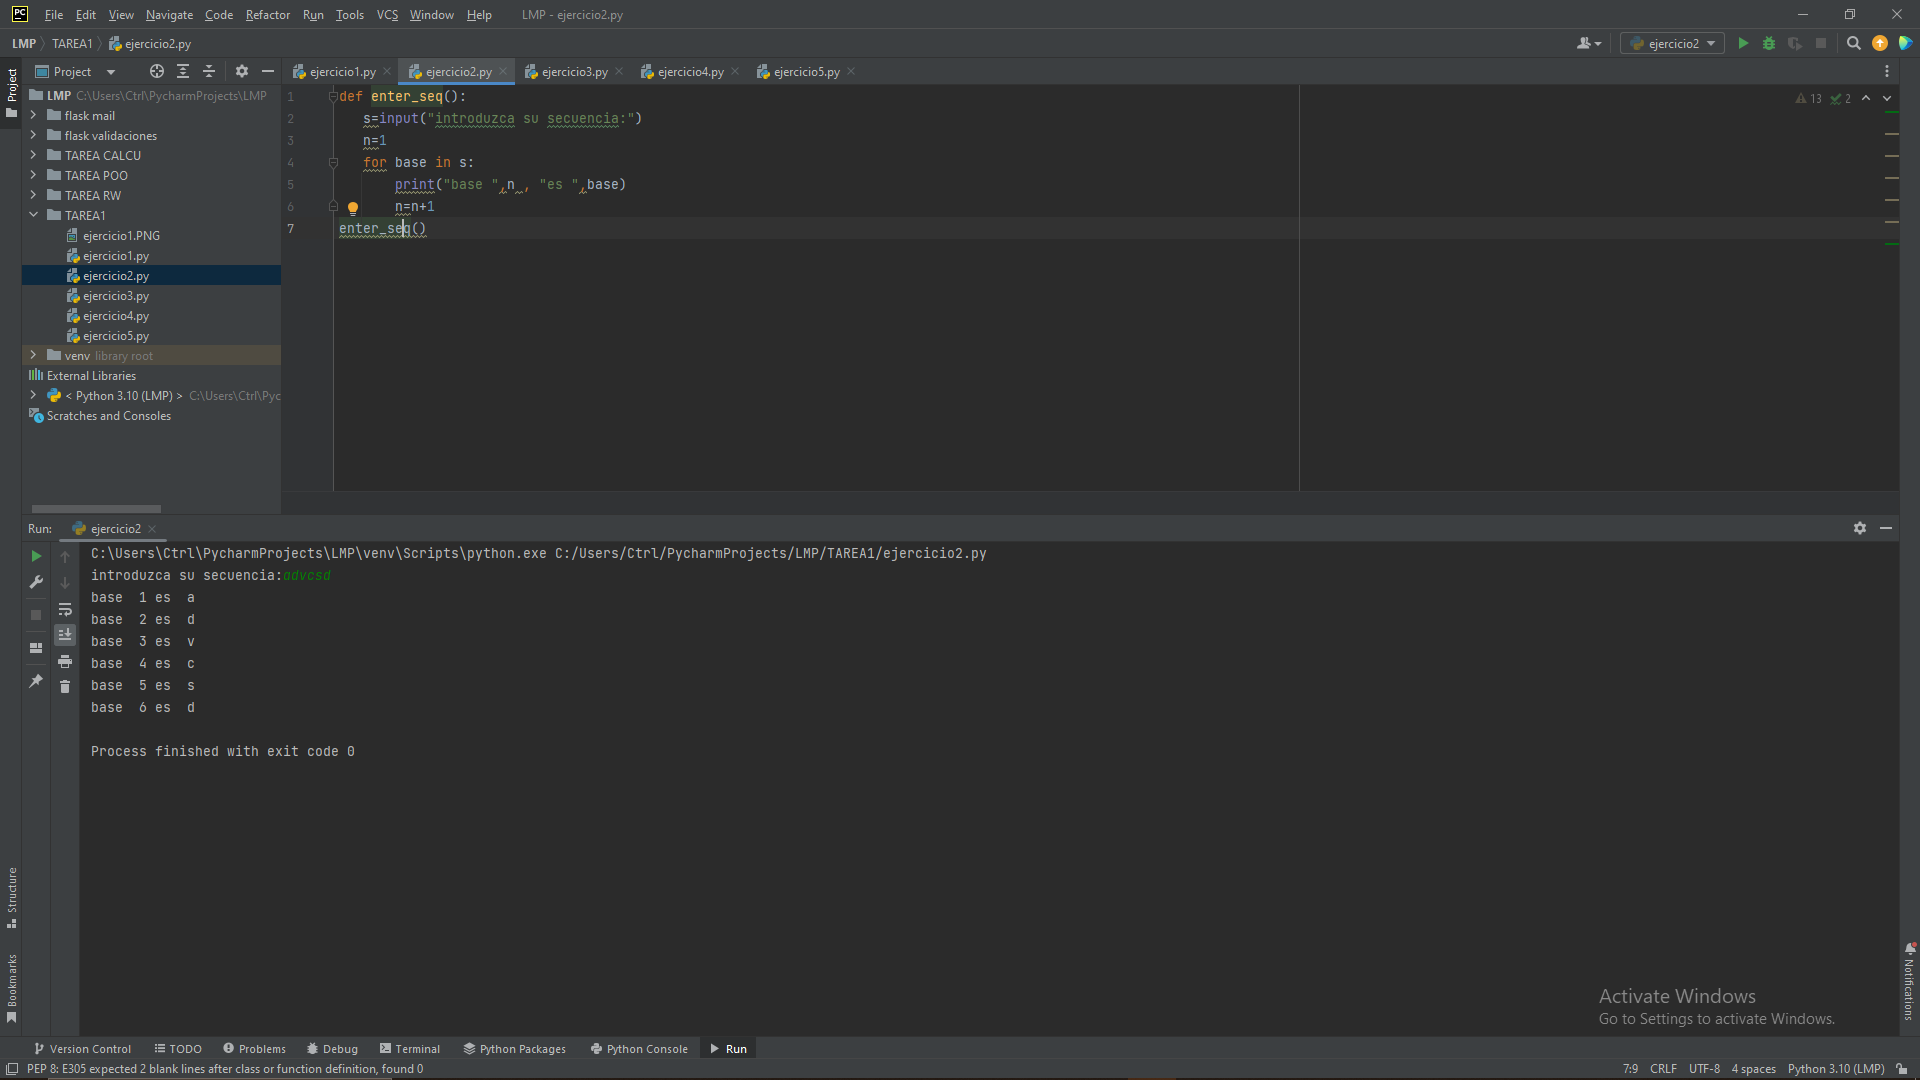 PC File Edit View Navigate Code Refactor Run Tools VCS Window Help LMP - ejercicio2.py
LMP TAREA1 ejercicio2.py ejercicio2
Project
Project
ejercicio1.py ejercicio2.py ejercicio3.py ejercicio4.py ejercicio5.py
LMP C:\Users\Ctrl\PycharmProjects\LMP
flask mail
flask validaciones
TAREA CALCU
TAREA POO
TAREA RW
TAREA1
ejercicio1.PNG
ejercicio1.py
ejercicio2.py
ejercicio3.py
ejercicio4.py
ejercicio5.py
venv library root
External Libraries
< Python 3.10 (LMP) > C:\Users\Ctrl\Pyc
Scratches and Consoles
1 def enter_seq():
2 s=input("introduzca su secuencia:")
3 n=1
4 for base in s:
5 print("base ",n , "es ",base)
6 n=n+1
7 enter_seq()
13 2
Run: ejercicio2
C:\Users\Ctrl\PycharmProjects\LMP\venv\Scripts\python.exe C:/Users/Ctrl/PycharmProjects/LMP/TAREA1/ejercicio2.py
introduzca su secuencia:advcsd
base  1 es  a
base  2 es  d
base  3 es  v
base  4 es  c
base  5 es  s
base  6 es  d
Process finished with exit code 0
Structure
Bookmarks
Notifications
Activate Windows
Go to Settings to activate Windows.
Version Control TODO Problems Debug Terminal Python Packages Python Console Run
PEP 8: E305 expected 2 blank lines after class or function definition, found 0 7:9 CRLF UTF-8 4 spaces Python 3.10 (LMP)